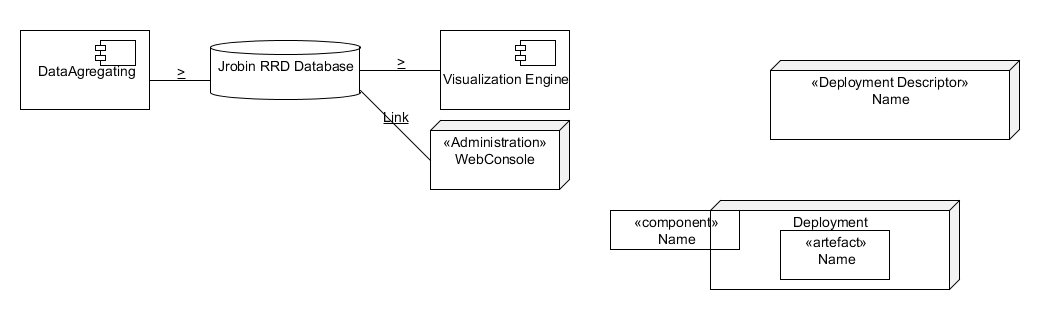 DataAgregating
≥
Jrobin RRD Database
≥
Visualization Engine
Link
«Administration»
WebConsole
«Deployment Descriptor»
Name
«component»
Name
Deployment
«artefact»
Name